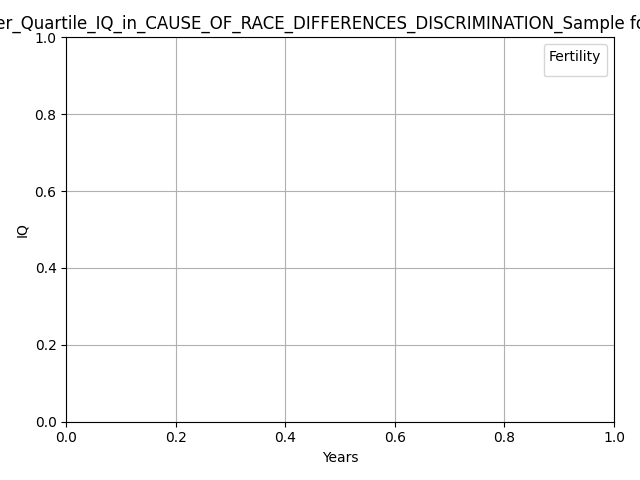 er_Quartile_IQ_in_CAUSE_OF_RACE_DIFFERENCES_DISCRIMINATION_Sample fo
1.0
Fertility
0.8
0.6
IQ
0.4
0.2
0.0
0.0 0.2 0.4 0.6 0.8 1.0
Years